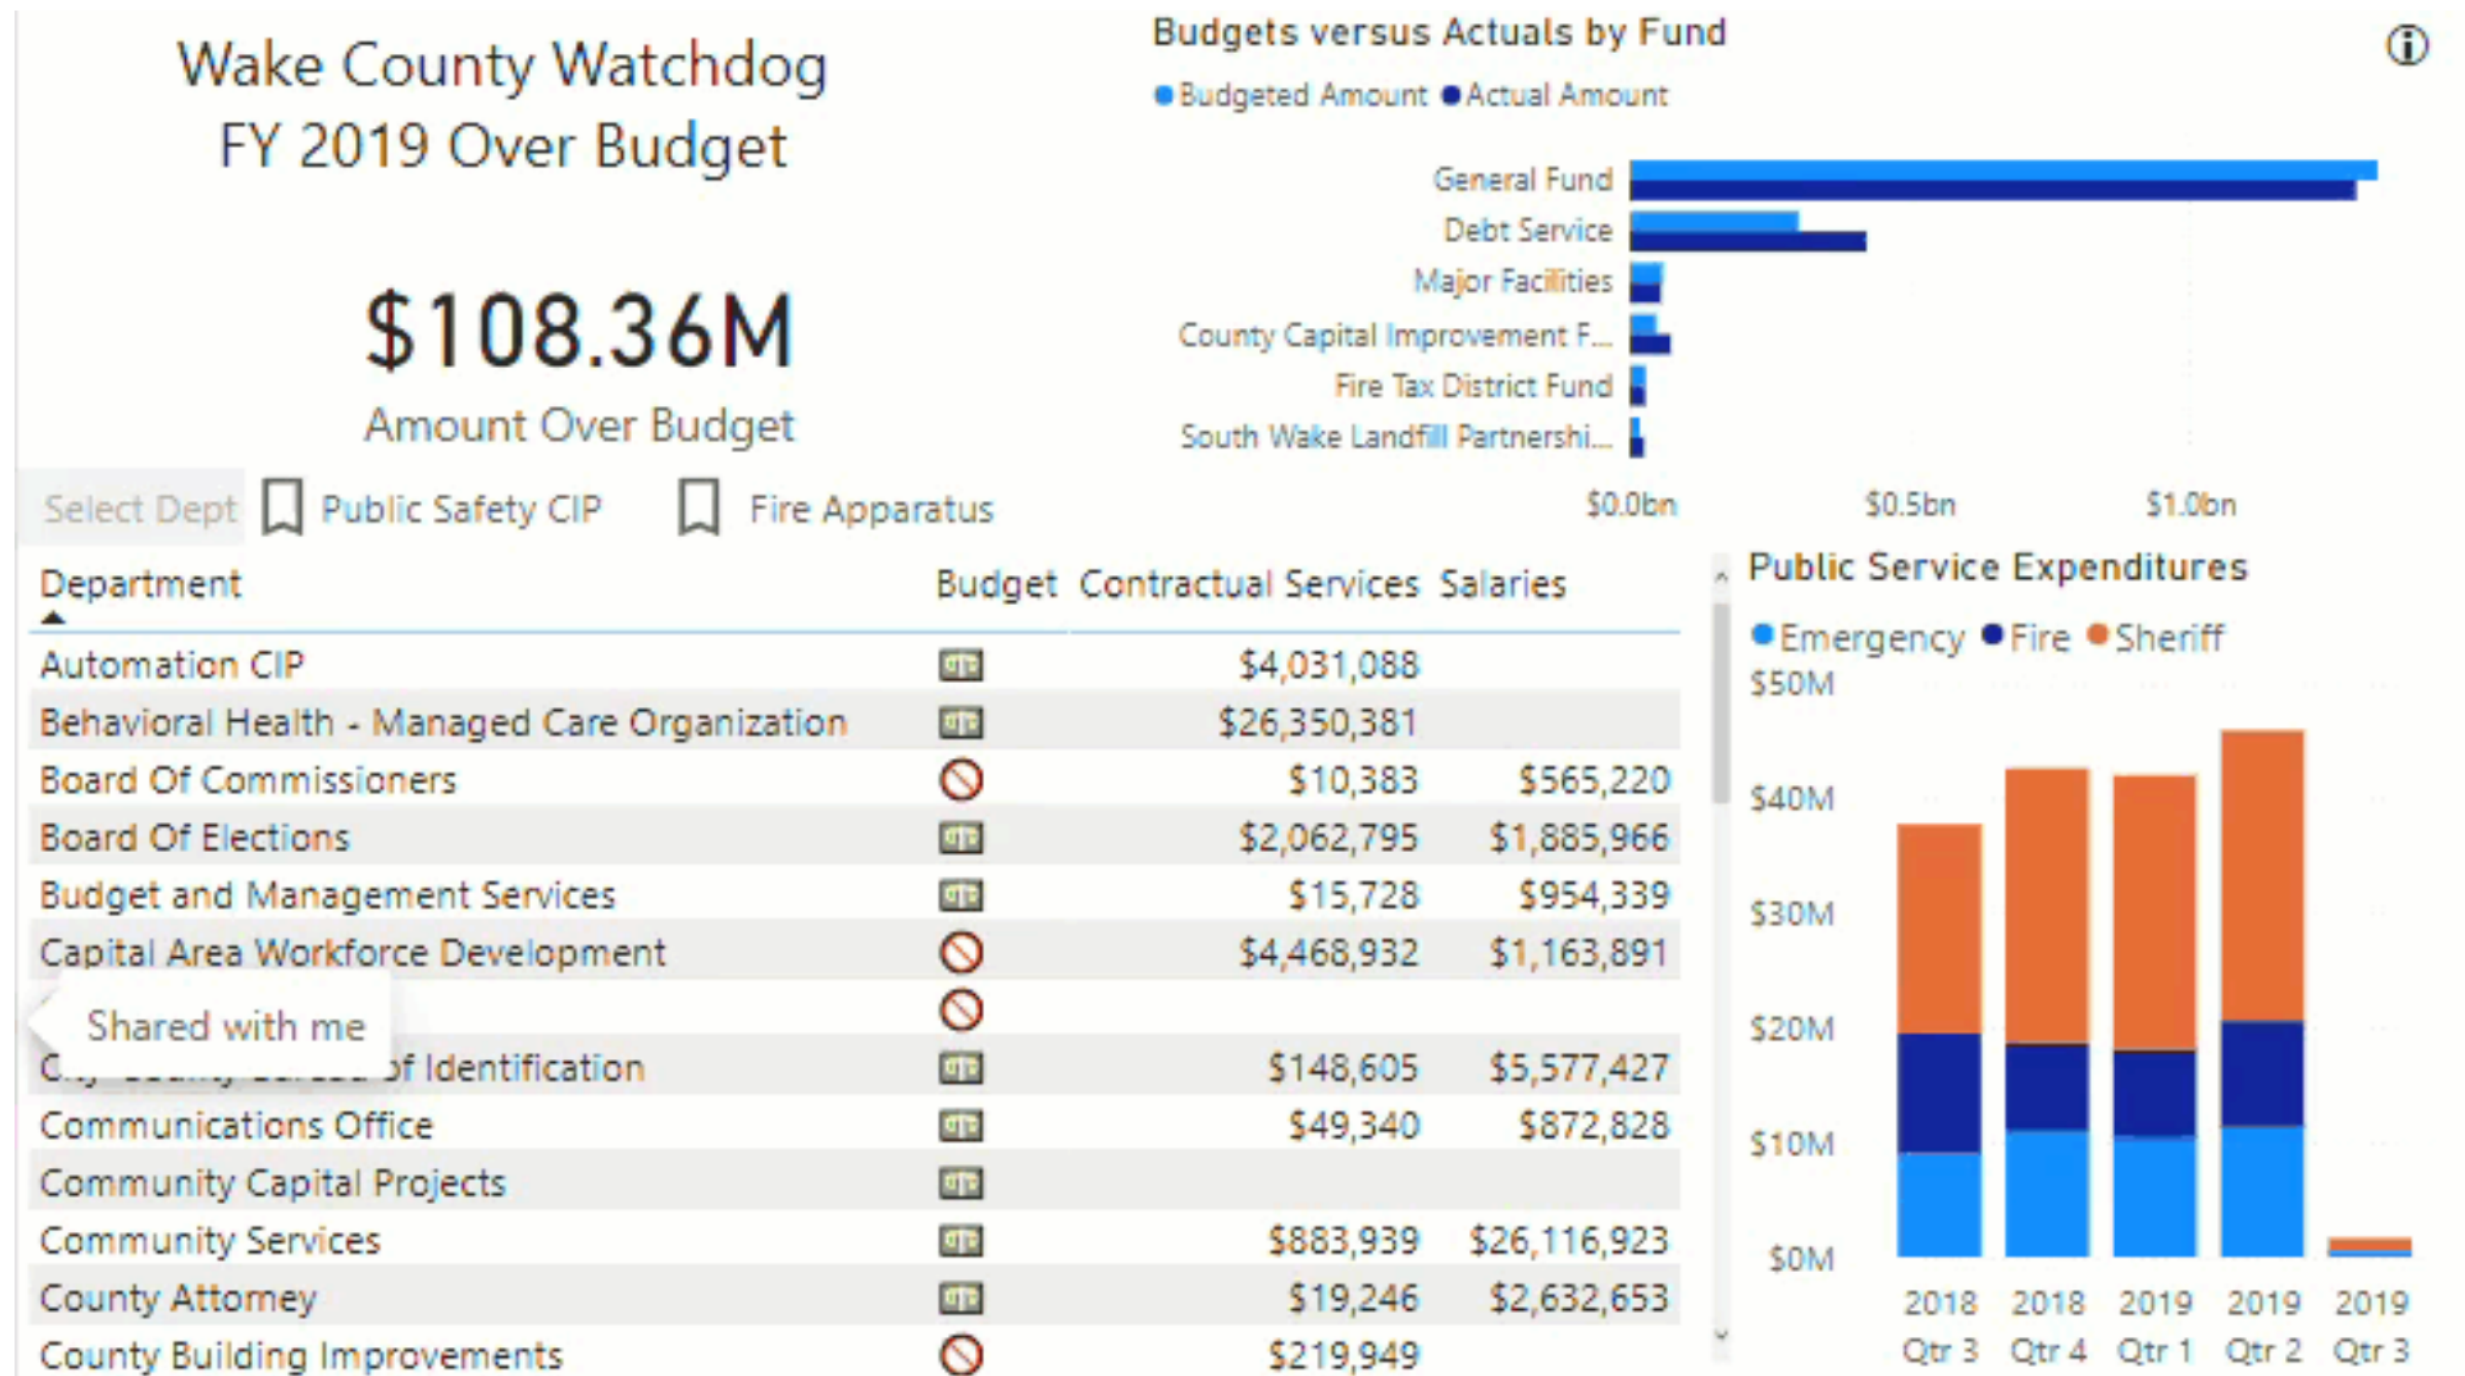 Wake County Watchdog
FY 2019 Over Budget
$108.36M
Amount Over Budget
Budgets versus Actuals by Fund
Budgeted Amount Actual Amount
General Fund
Debt Service
Major Facilities
County Capital Improvement F...
Fire Tax District Fund
South Wake Landfill Partnershi...
$0.0bn $0.5bn $1.0bn
Select Dept Public Safety CIP Fire Apparatus
Department Budget Contractual Services Salaries
Automation CIP $4,031,088
Behavioral Health - Managed Care Organization $26,350,381
Board Of Commissioners $10,383 $565,220
Board Of Elections $2,062,795 $1,885,966
Budget and Management Services $15,728 $954,339
Capital Area Workforce Development $4,468,932 $1,163,891
Shared with me
of Identification $148,605 $5,577,427
Communications Office $49,340 $872,828
Community Capital Projects
Community Services $883,939 $26,116,923
County Attorney $19,246 $2,632,653
County Building Improvements $219,949
Public Service Expenditures
Emergency Fire Sheriff
$50M
$40M
$30M
$20M
$10M
$0M
2018 2018 2019 2019 2019
Qtr 3 Qtr 4 Qtr 1 Qtr 2 Qtr 3